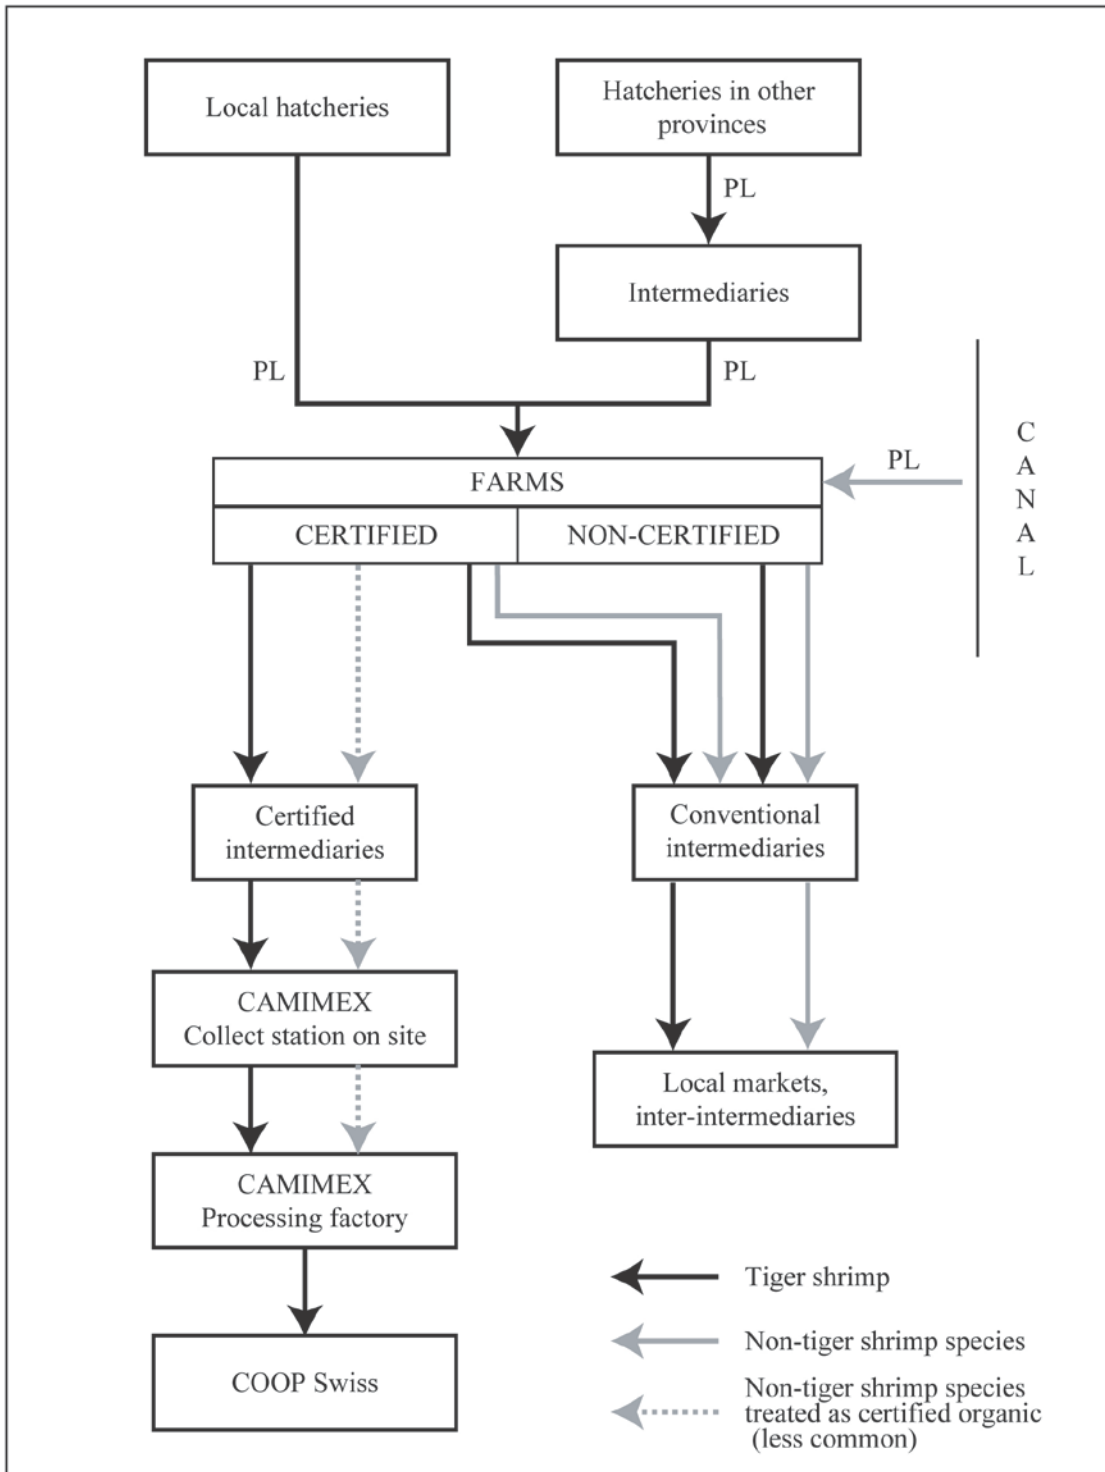 Local hatcheries
Hatcheries in other
provinces
PL
Intermediaries
PL
PL
C
A
N
A
L
PL
FARMS
CERTIFIED
NON-CERTIFIED
Certified
intermediaries
Conventional
intermediaries
CAMIMEX
Collect station on site
Local markets,
inter-intermediaries
CAMIMEX
Processing factory
COOP Swiss
Tiger shrimp
Non-tiger shrimp species
Non-tiger shrimp species
treated as certified organic
(less common)